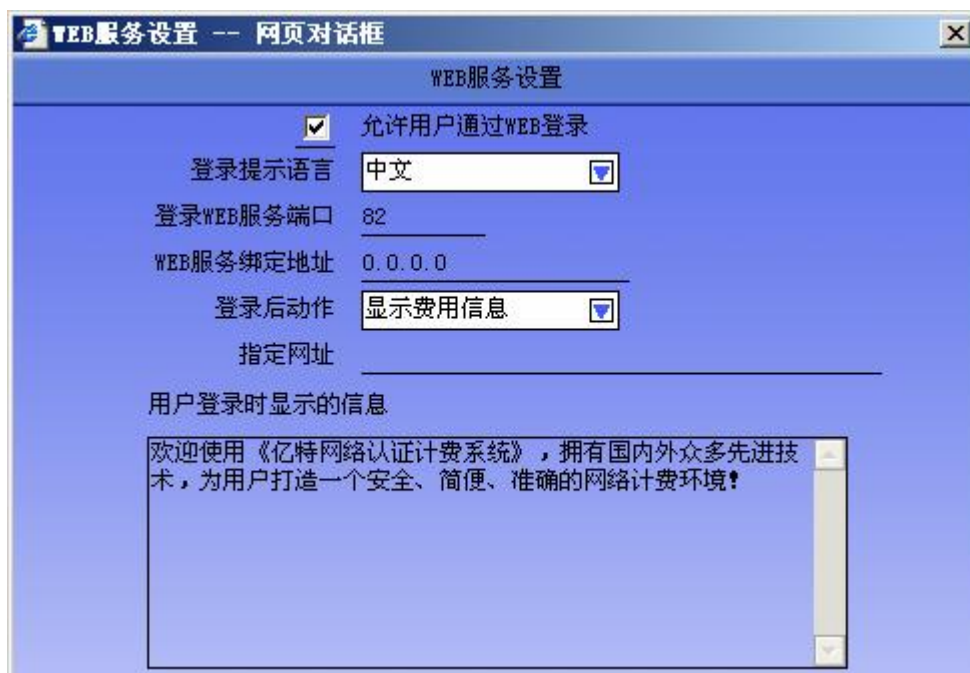 WEB服务设置 -- 网页对话框
WEB服务设置
允许用户通过WEB登录
登录提示语言 中文
登录WEB服务端口 82
WEB服务绑定地址 0.0.0.0
登录后动作 显示费用信息
指定网址
用户登录时显示的信息
欢迎使用《亿特网络认证计费系统》,拥有国内外众多先进技
术,为用户打造一个安全、简便、准确的网络计费环境!